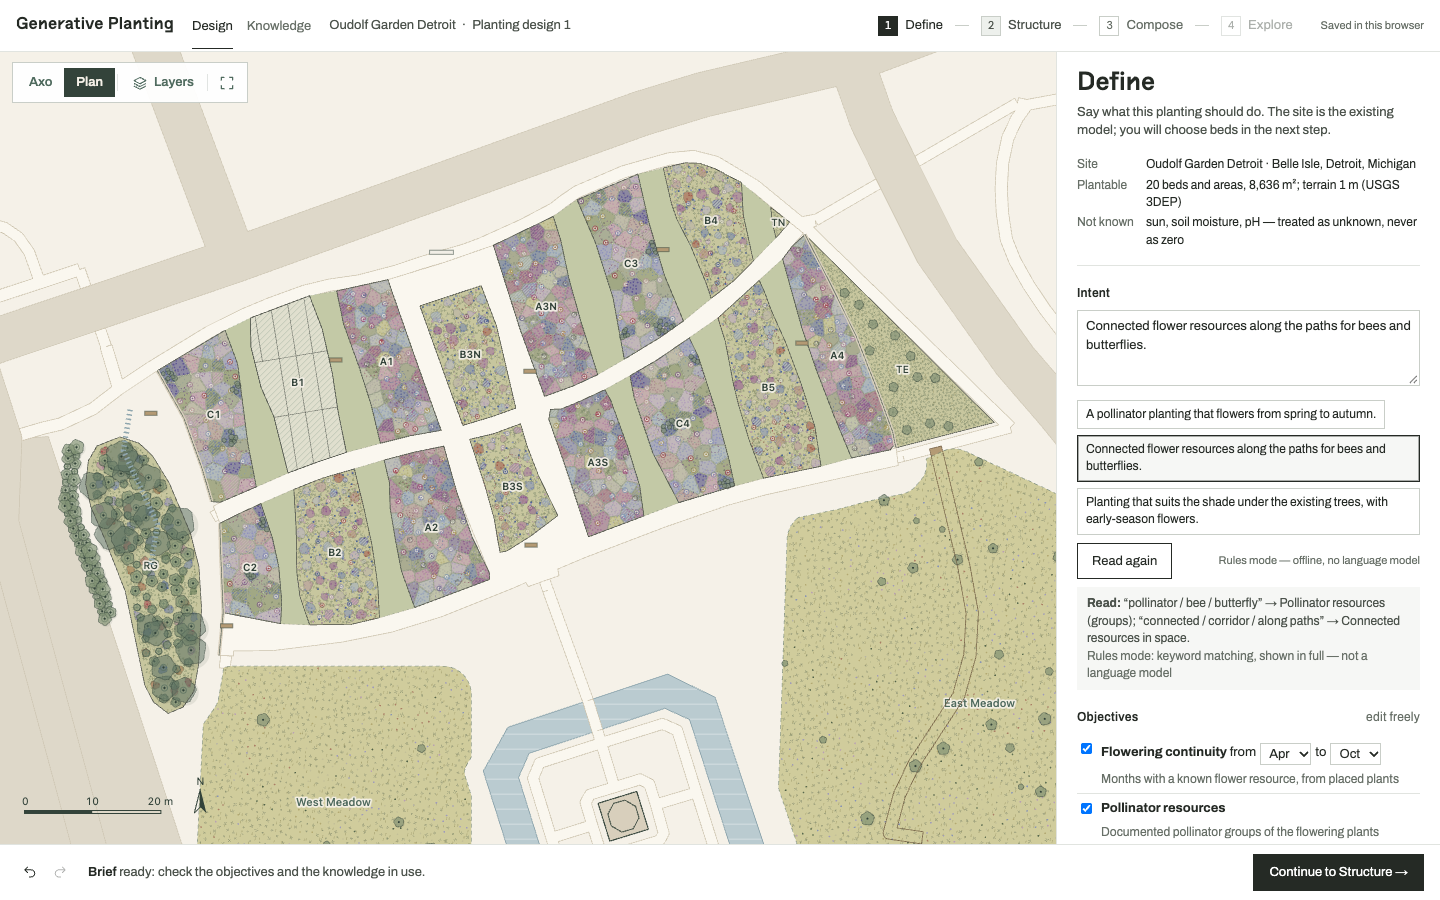 Generative Planting
Design
Knowledge
Oudolf Garden Detroit · Planting design 1
1 Define
2 Structure
3 Compose
4 Explore
Saved in this browser
Axo
Plan
Layers
Define
Say what this planting should do. The site is the existing
model; you will choose beds in the next step.
Site Oudolf Garden Detroit · Belle Isle, Detroit, Michigan
Plantable 20 beds and areas, 8,636 m²; terrain 1 m (USGS
3DEP)
Not known sun, soil moisture, pH — treated as unknown, never
as zero
Intent
Connected flower resources along the paths for bees and
butterflies.
A pollinator planting that flowers from spring to autumn.
Connected flower resources along the paths for bees and
butterflies.
Planting that suits the shade under the existing trees, with
early-season flowers.
Read again
Rules mode — offline, no language model
Read: “pollinator / bee / butterfly” → Pollinator resources
(groups); “connected / corridor / along paths” → Connected
resources in space.
Rules mode: keyword matching, shown in full — not a
language model
Objectives
edit freely
Flowering continuity from Apr to Oct
Months with a known flower resource, from placed plants
Pollinator resources
Documented pollinator groups of the flowering plants
B4
TN
C3
A3N
B3N
A1
B1
C1
A4
TE
B5
C4
A3S
B3S
A2
B2
C2
RG
East Meadow
West Meadow
N
0 10 20 m
Brief ready: check the objectives and the knowledge in use.
Continue to Structure →